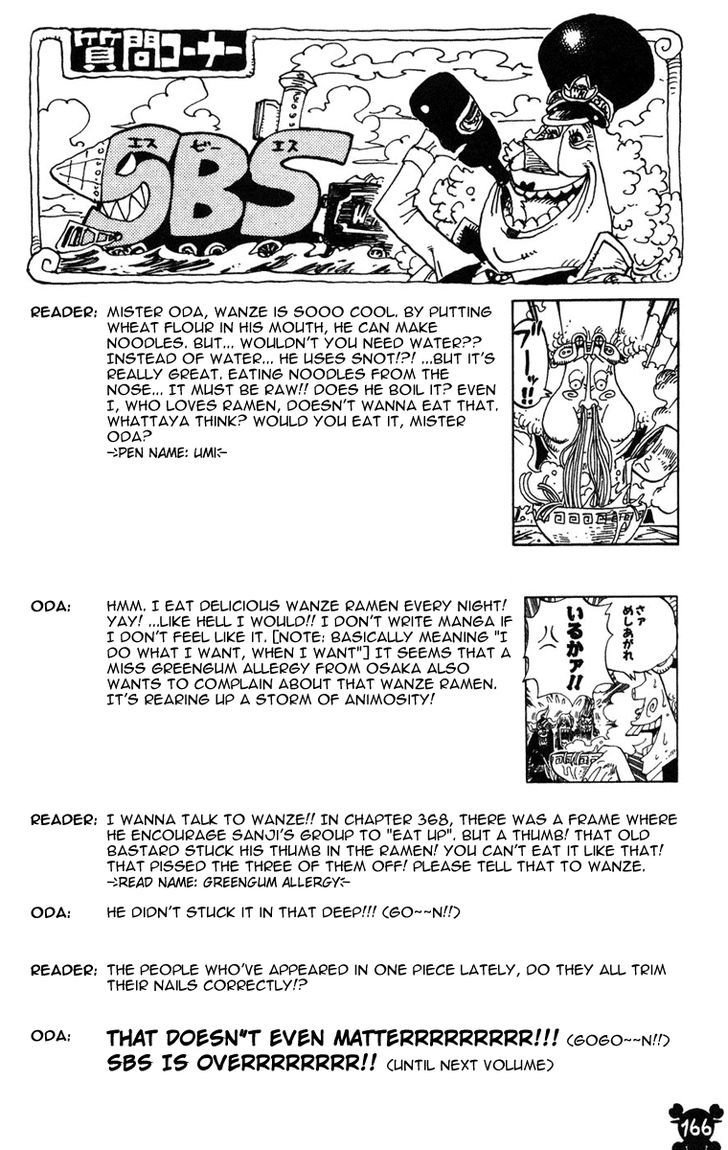 質問コーナー
エス ゼー エス
SBS
READER: MISTER ODA, WANZE IS SOOO COOL. BY PUTTING
WHEAT FLOUR IN HIS MOUTH, HE CAN MAKE
NOODLES. BUT... WOULDN'T YOU NEED WATER??
INSTEAD OF WATER... HE USES SNOT!?! ...BUT IT'S
REALLY GREAT. EATING NOODLES FROM THE
NOSE... IT MUST BE RAW!! DOES HE BOIL IT? EVEN
I, WHO LOVES RAMEN, DOESN'T WANNA EAT THAT.
WHATTAYA THINK? WOULD YOU EAT IT, MISTER
ODA?
->PEN NAME: UMI<-
ブーッ!!
ODA: HMM. I EAT DELICIOUS WANZE RAMEN EVERY NIGHT!
YAY! ...LIKE HELL I WOULD!! I DON'T WRITE MANGA IF
I DON'T FEEL LIKE IT. [NOTE: BASICALLY MEANING "I
DO WHAT I WANT, WHEN I WANT"] IT SEEMS THAT A
MISS GREENGUM ALLERGY FROM OSAKA ALSO
WANTS TO COMPLAIN ABOUT THAT WANZE RAMEN.
IT'S REARING UP A STORM OF ANIMOSITY!
さァ
めしあがれ
いるかァ!!
READER: I WANNA TALK TO WANZE!! IN CHAPTER 368, THERE WAS A FRAME WHERE
HE ENCOURAGE SANJI'S GROUP TO "EAT UP". BUT A THUMB! THAT OLD
BASTARD STUCK HIS THUMB IN THE RAMEN! YOU CAN'T EAT IT LIKE THAT!
THAT PISSED THE THREE OF THEM OFF! PLEASE TELL THAT TO WANZE.
->READ NAME: GREENGUM ALLERGY<-
ODA: HE DIDN'T STUCK IT IN THAT DEEP!!! (GO~~N!!)
READER: THE PEOPLE WHO'VE APPEARED IN ONE PIECE LATELY, DO THEY ALL TRIM
THEIR NAILS CORRECTLY!?
ODA: THAT DOESN"T EVEN MATTERRRRRRRRR!!! (GOGO~~N!!)
SBS IS OVERRRRRRRR!! (UNTIL NEXT VOLUME)
166